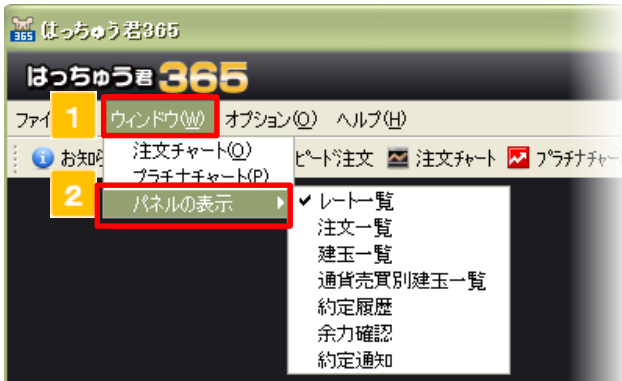 はっちゅう君365
はっちゅう君365
ファイ 1 ウィンドウ(W) オプション(O) ヘルプ(H)
お知ら 注文チャート(O) ピード注文 注文チャート プラチナチャー
プラチナチャート(P)
2 パネルの表示 レート一覧
注文一覧
建玉一覧
通貨売買別建玉一覧
約定履歴
余力確認
約定通知